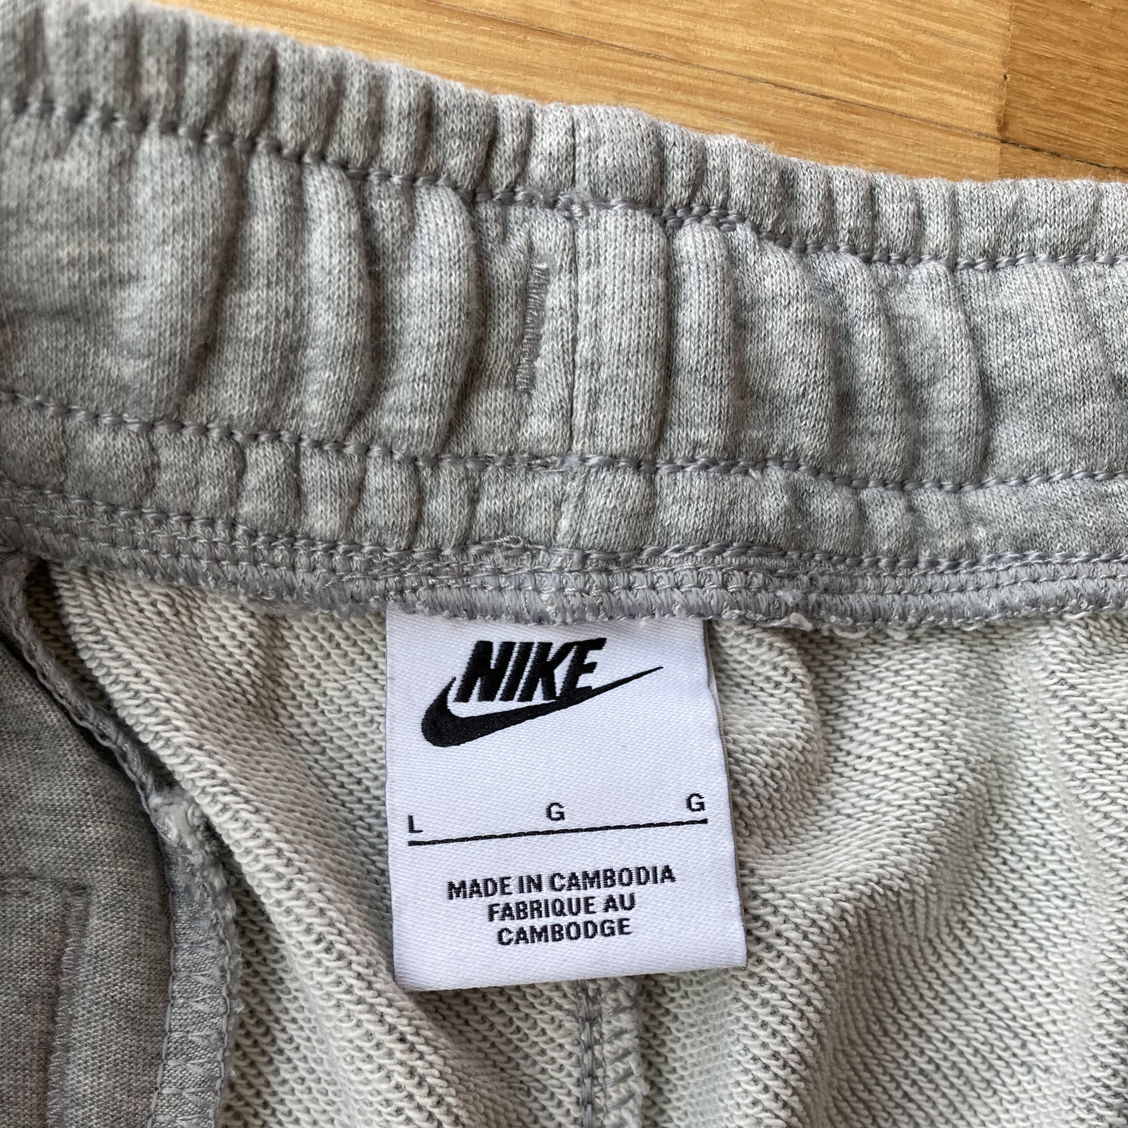 NIKE
L G G
MADE IN CAMBODIA
FABRIQUE AU
CAMBODGE